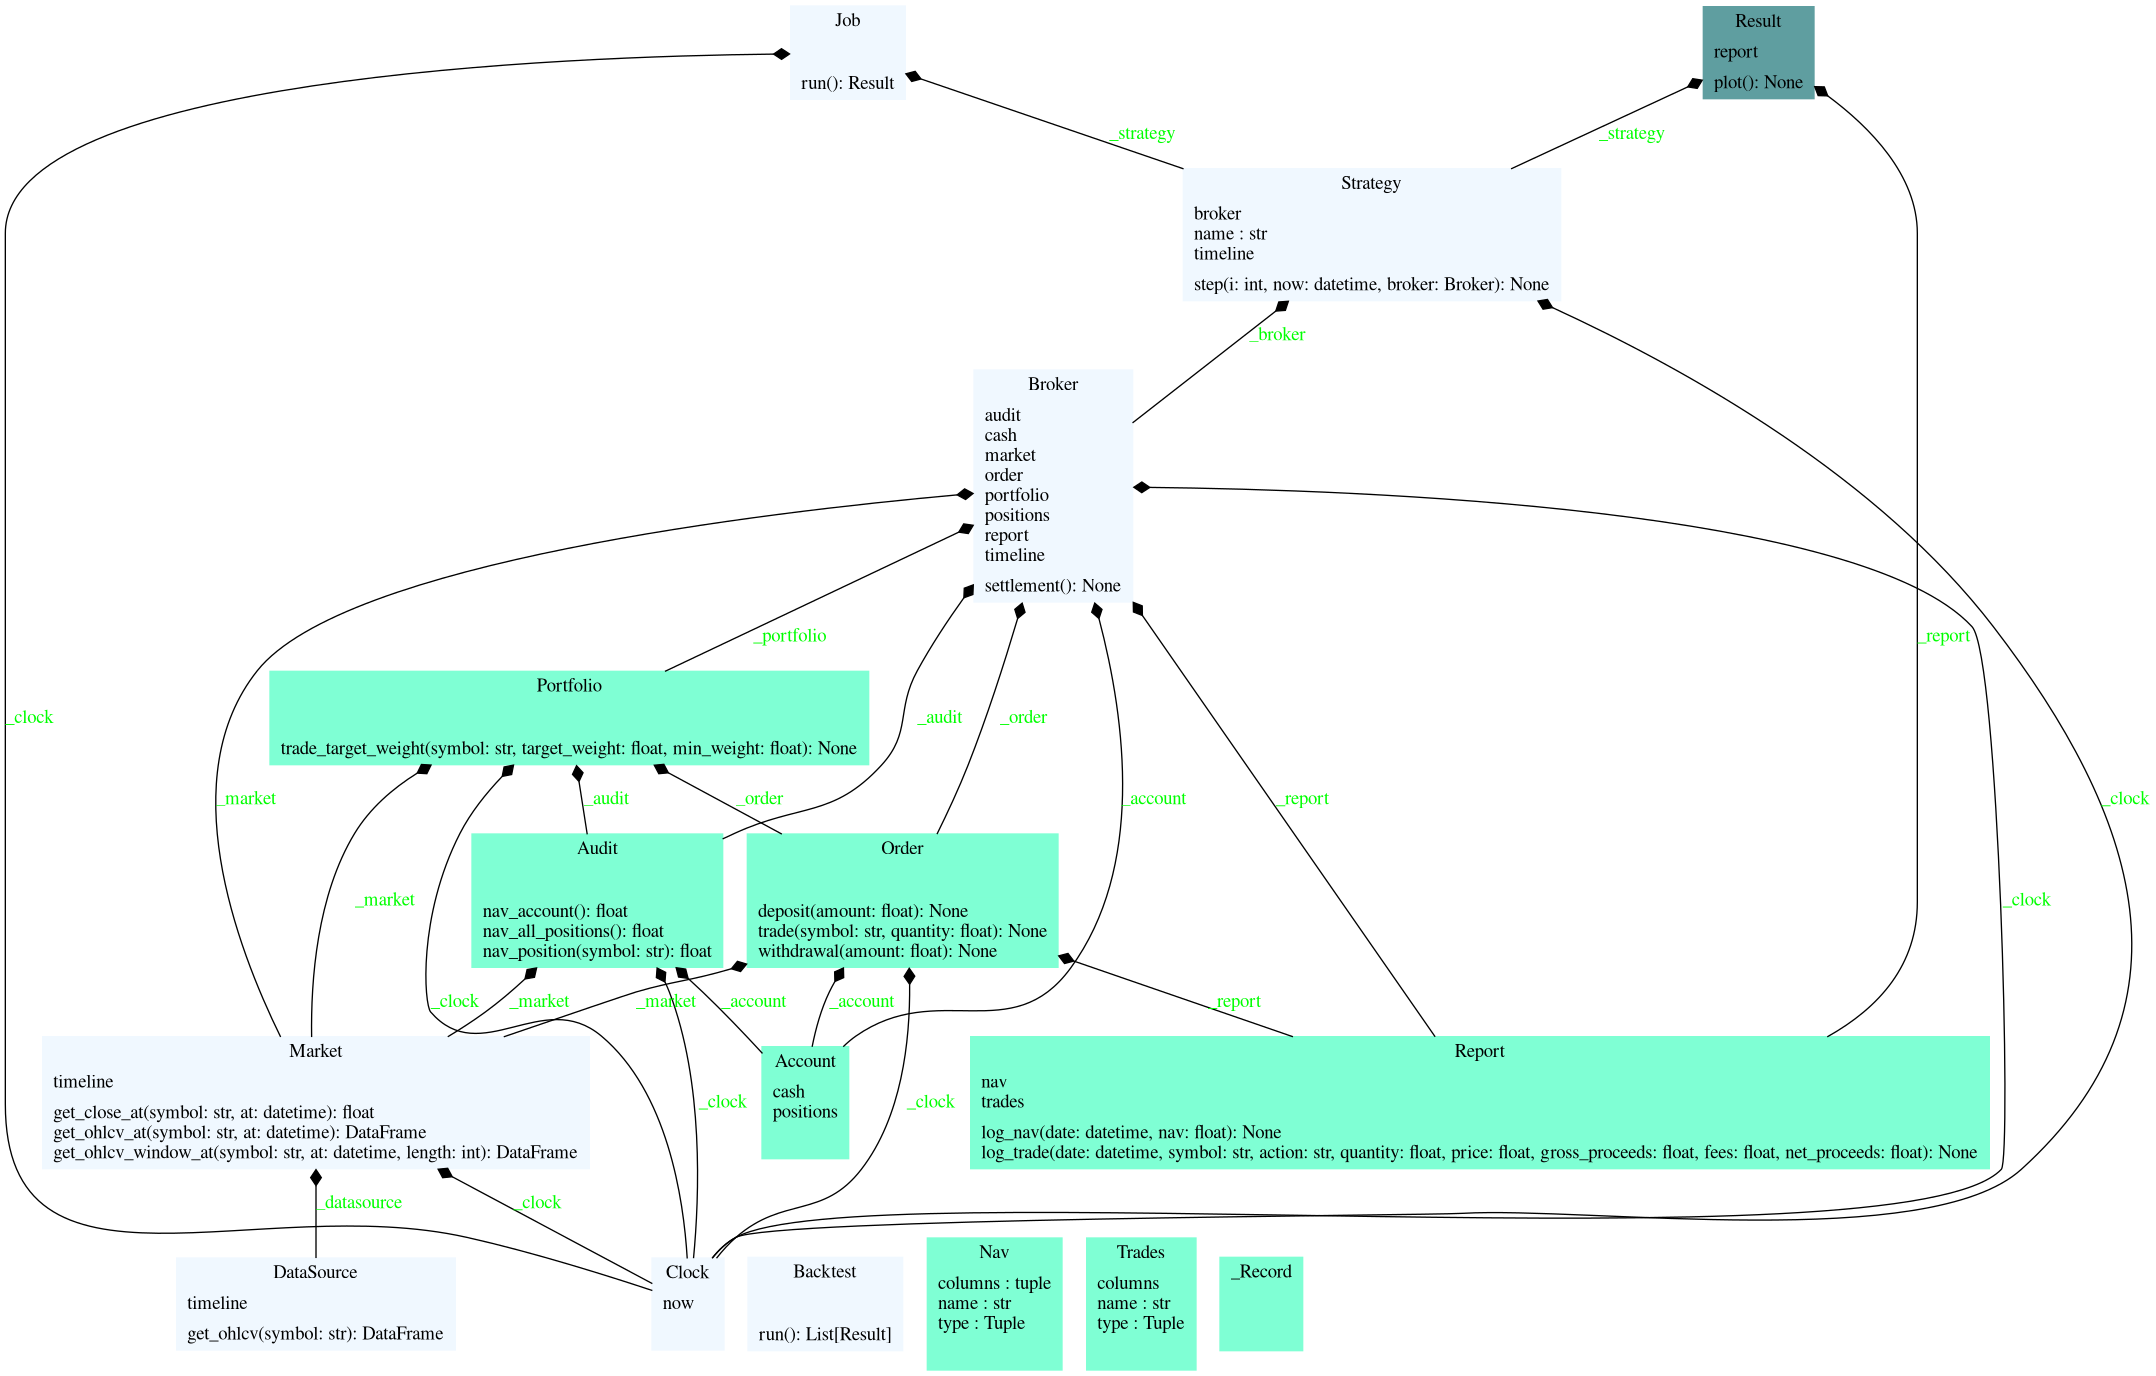 Job
run(): Result
Result
report
plot(): None
_strategy
_strategy
Strategy
broker
name : str
timeline
step(i: int, now: datetime, broker: Broker): None
_broker
Broker
audit
cash
market
order
portfolio
positions
report
timeline
settlement(): None
_portfolio
_report
Portfolio
trade_target_weight(symbol: str, target_weight: float, min_weight: float): None
_clock
_audit
_order
_market
_audit
_order
_account
_report
_clock
Audit
nav_account(): float
nav_all_positions(): float
nav_position(symbol: str): float
Order
deposit(amount: float): None
trade(symbol: str, quantity: float): None
withdrawal(amount: float): None
_market
_clock
_clock
_market
_market
_account
_account
_report
Market
timeline
get_close_at(symbol: str, at: datetime): float
get_ohlcv_at(symbol: str, at: datetime): DataFrame
get_ohlcv_window_at(symbol: str, at: datetime, length: int): DataFrame
Account
cash
positions
Report
nav
trades
log_nav(date: datetime, nav: float): None
log_trade(date: datetime, symbol: str, action: str, quantity: float, price: float, gross_proceeds: float, fees: float, net_proceeds: float): None
_clock
_clock
_datasource
_clock
DataSource
timeline
get_ohlcv(symbol: str): DataFrame
Clock
now
Backtest
run(): List[Result]
Nav
columns : tuple
name : str
type : Tuple
Trades
columns
name : str
type : Tuple
_Record